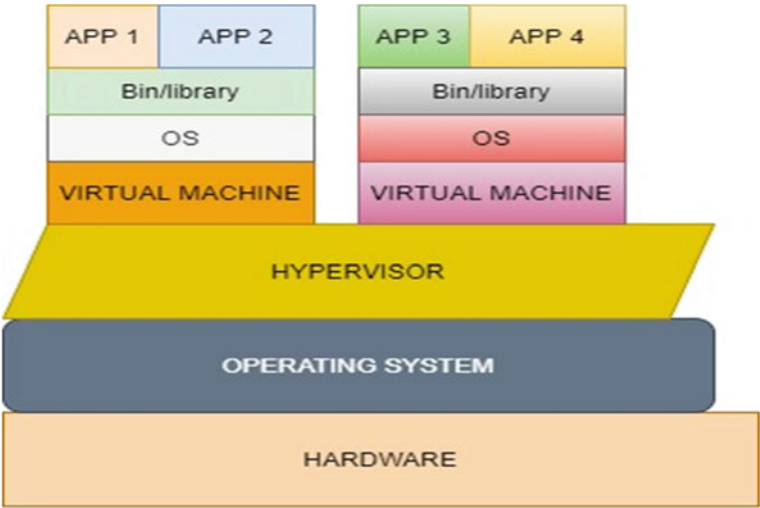 APP 1 APP 2 APP 3 APP 4
Bin/library Bin/library
OS OS
VIRTUAL MACHINE VIRTUAL MACHINE
HYPERVISOR
OPERATING SYSTEM
HARDWARE